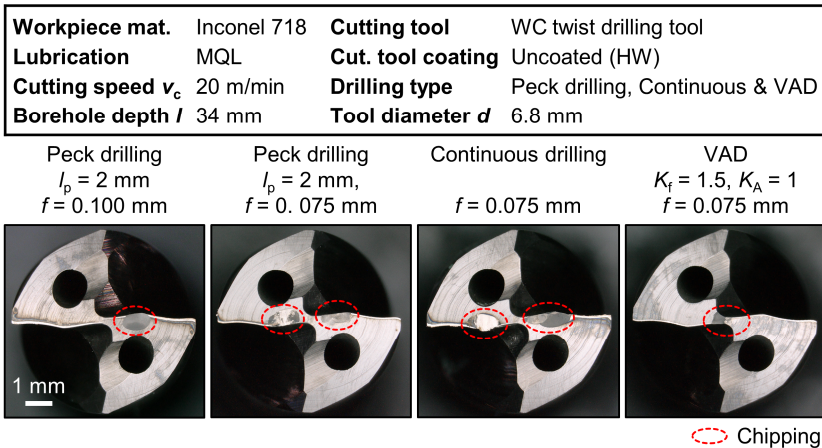 Workpiece mat. Inconel 718 Cutting tool WC twist drilling tool
Lubrication MQL Cut. tool coating Uncoated (HW)
Cutting speed vc 20 m/min Drilling type Peck drilling, Continuous & VAD
Borehole depth l 34 mm Tool diameter d 6.8 mm
Peck drilling
lp = 2 mm
f = 0.100 mm
Peck drilling
lp = 2 mm,
f = 0. 075 mm
Continuous drilling
f = 0.075 mm
VAD
Kf = 1.5, KA = 1
f = 0.075 mm
1 mm
Chipping